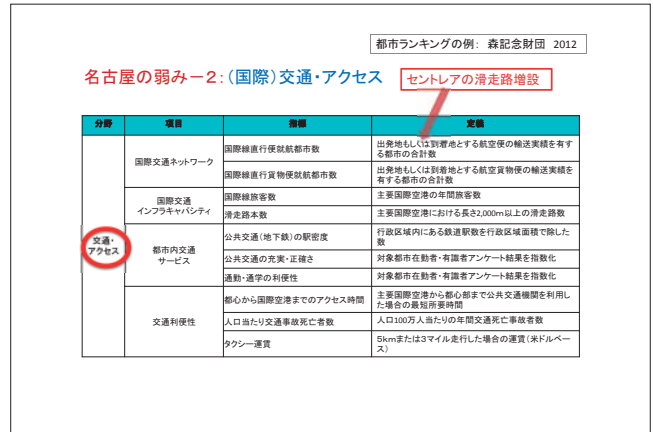 都市ランキングの例: 森記念財団 2012
名古屋の弱みー2:(国際)交通・アクセス
セントレアの滑走路増設
分野 項目 指標 定義
交通・
アクセス
国際交通ネットワーク
国際線直行便就航都市数
出発地もしくは到着地とする航空便の輸送実績を有す
る都市の合計数
国際線直行貨物便就航都市数
出発地もしくは到着地とする航空貨物便の輸送実績を
有する都市の合計数
国際交通
インフラキャパシティ
国際線旅客数
主要国際空港の年間旅客数
滑走路本数
主要国際空港における長さ2,000m以上の滑走路数
都市内交通
サービス
公共交通(地下鉄)の駅密度
行政区域内にある鉄道駅数を行政区域面積で除した
数
公共交通の充実・正確さ
対象都市在勤者・有識者アンケート結果を指数化
通勤・通学の利便性
対象都市在勤者・有識者アンケート結果を指数化
交通利便性
都心から国際空港までのアクセス時間
主要国際空港から都心部まで公共交通機関を利用し
た場合の最短所要時間
人口当たり交通事故死亡者数
人口100万人当たりの年間交通死亡事故者数
タクシー運賃
5kmまたは3マイル走行した場合の運賃(米ドルベー
ス)